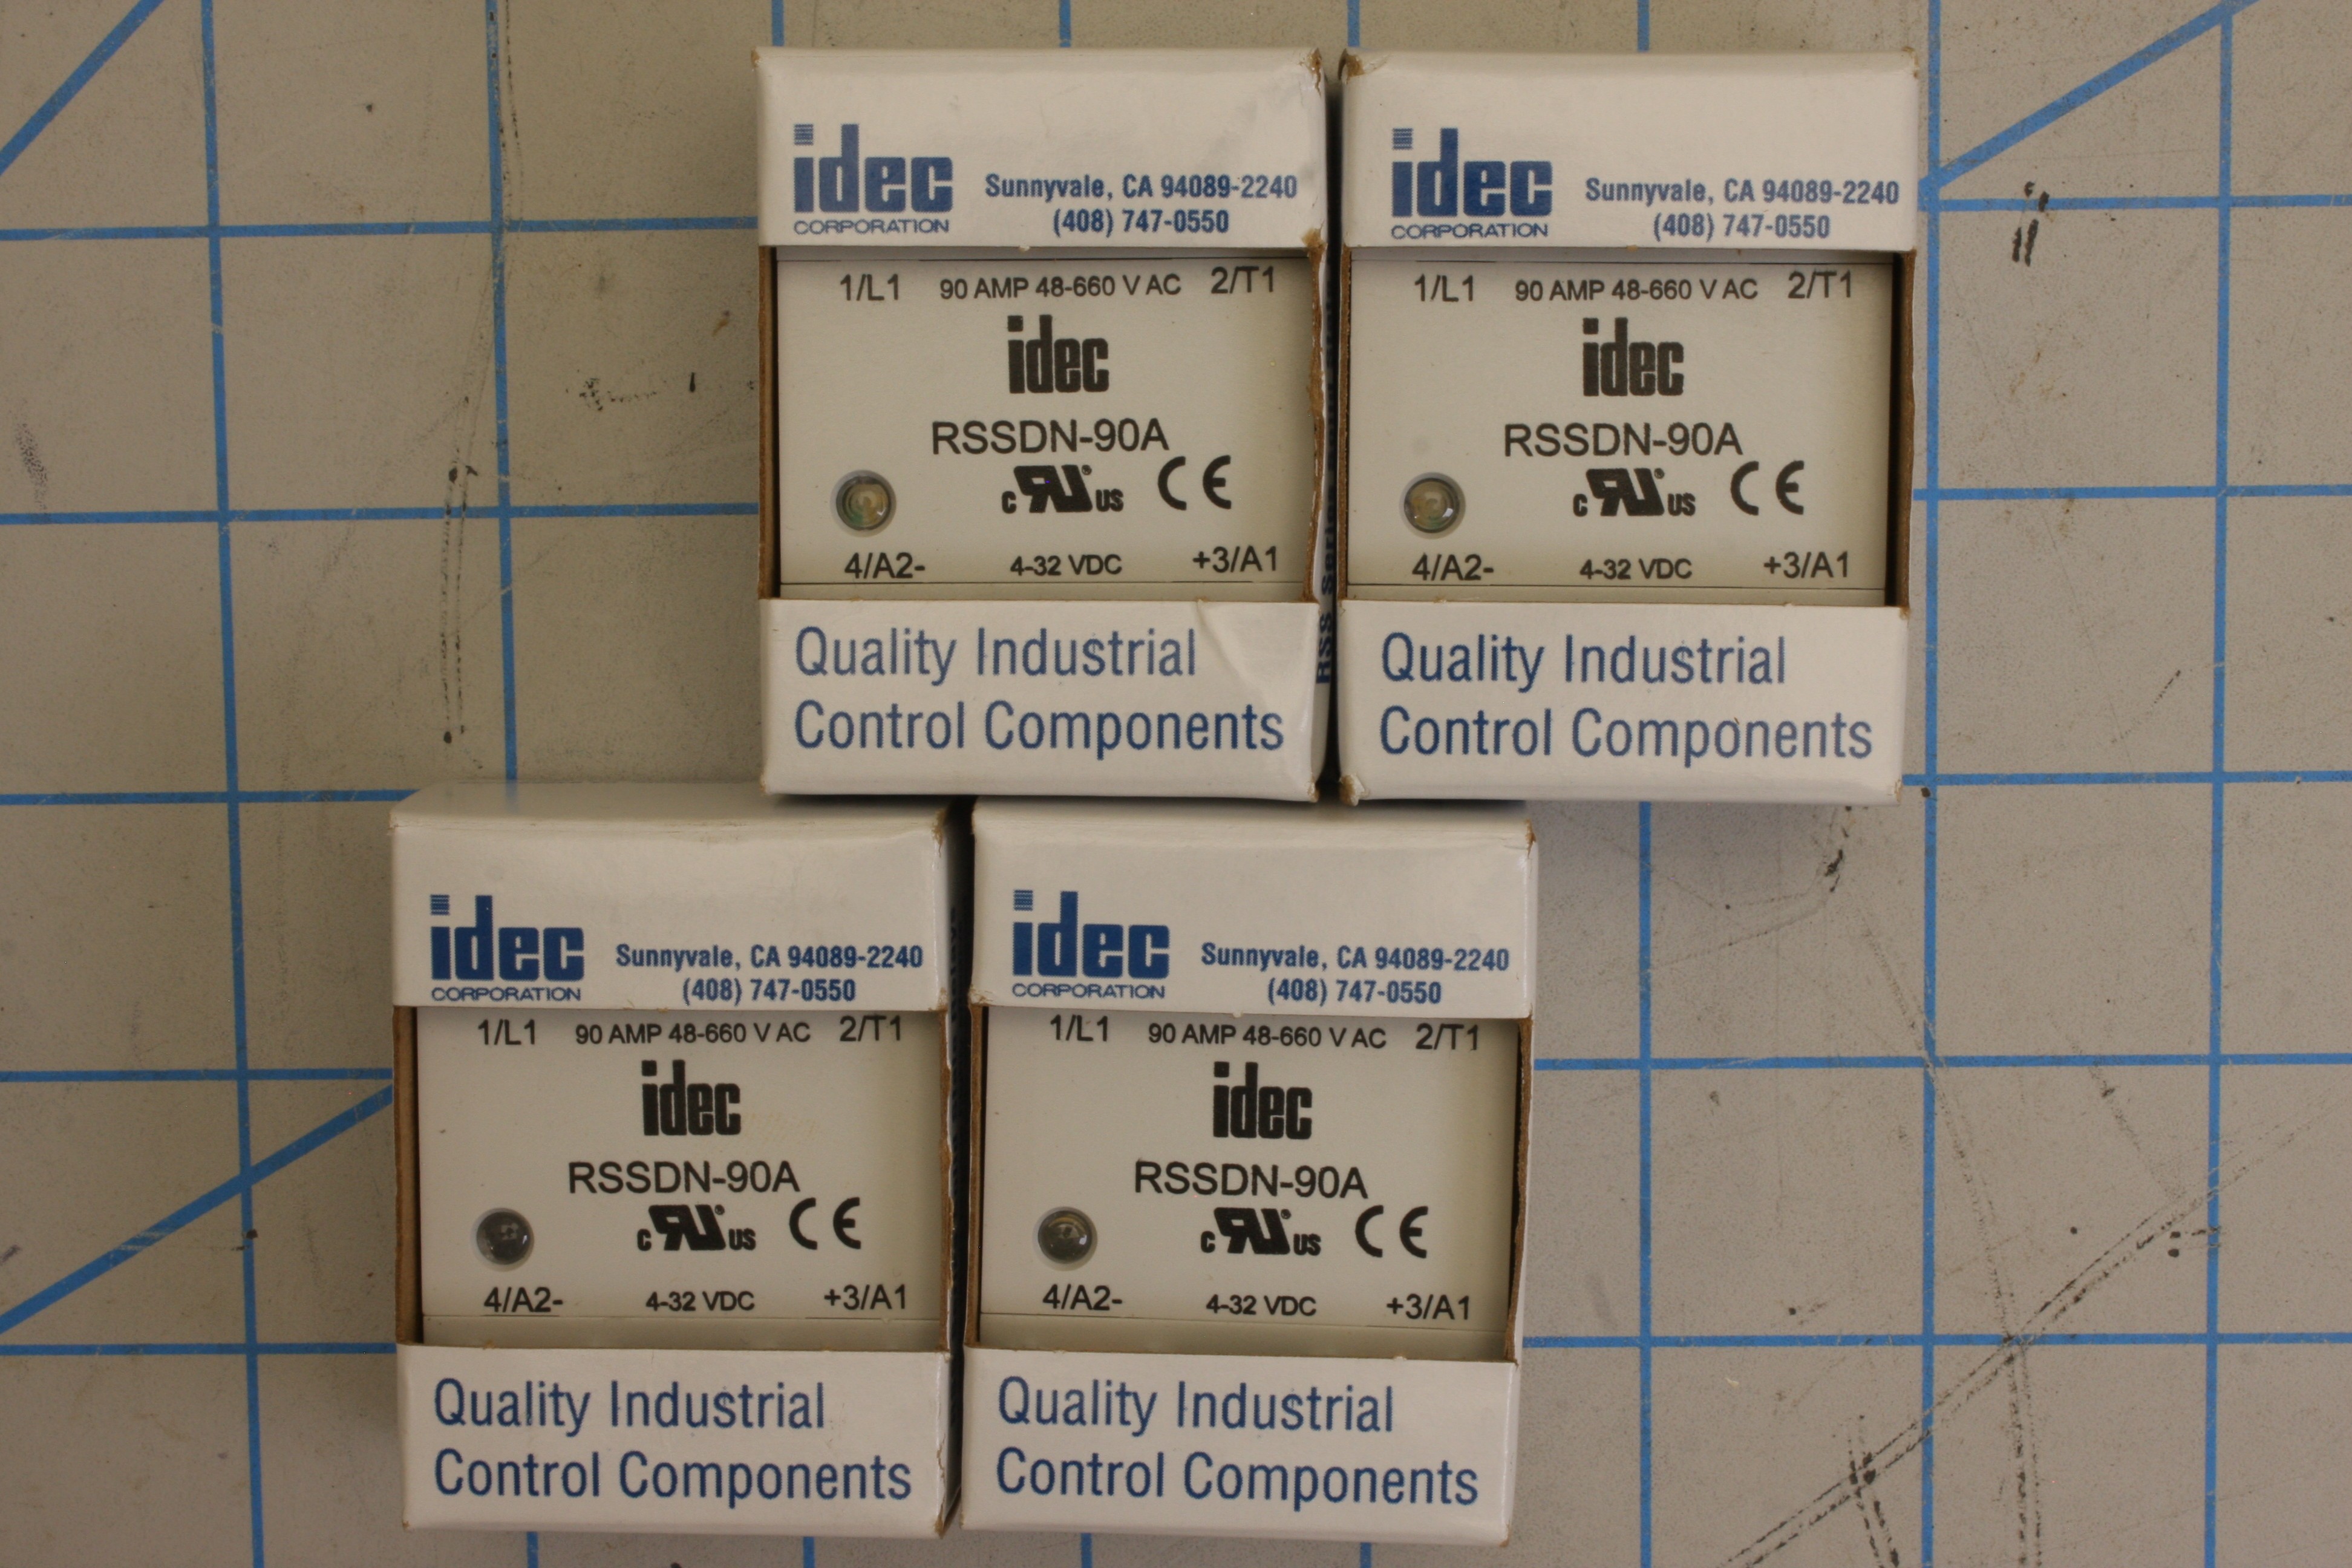 idec
CORPORATION
Sunnyvale, CA 94089-2240
(408) 747-0550
1/L1 90 AMP 48-660 V AC 2/T1
idec
RSSDN-90A
c RU® US CE
4/A2- 4-32 VDC +3/A1
Quality Industrial
Control Components
RSS Series
idec
CORPORATION
Sunnyvale, CA 94089-2240
(408) 747-0550
1/L1 90 AMP 48-660 V AC 2/T1
idec
RSSDN-90A
c RU® US CE
4/A2- 4-32 VDC +3/A1
Quality Industrial
Control Components
idec
CORPORATION
Sunnyvale, CA 94089-2240
(408) 747-0550
1/L1 90 AMP 48-660 V AC 2/T1
idec
RSSDN-90A
c RU® US CE
4/A2- 4-32 VDC +3/A1
Quality Industrial
Control Components
idec
CORPORATION
Sunnyvale, CA 94089-2240
(408) 747-0550
1/L1 90 AMP 48-660 V AC 2/T1
idec
RSSDN-90A
c RU® US CE
4/A2- 4-32 VDC +3/A1
Quality Industrial
Control Components